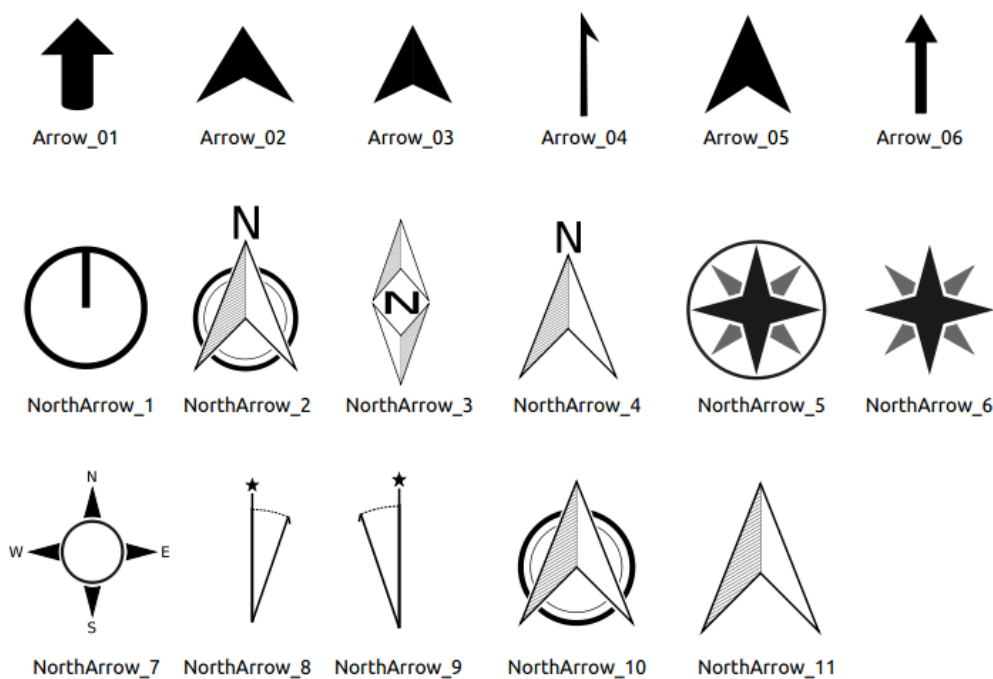 Arrow_01 Arrow_02 Arrow_03 Arrow_04 Arrow_05 Arrow_06
N N
N
NorthArrow_1 NorthArrow_2 NorthArrow_3 NorthArrow_4 NorthArrow_5 NorthArrow_6
N
W E
S
NorthArrow_7 NorthArrow_8 NorthArrow_9 NorthArrow_10 NorthArrow_11